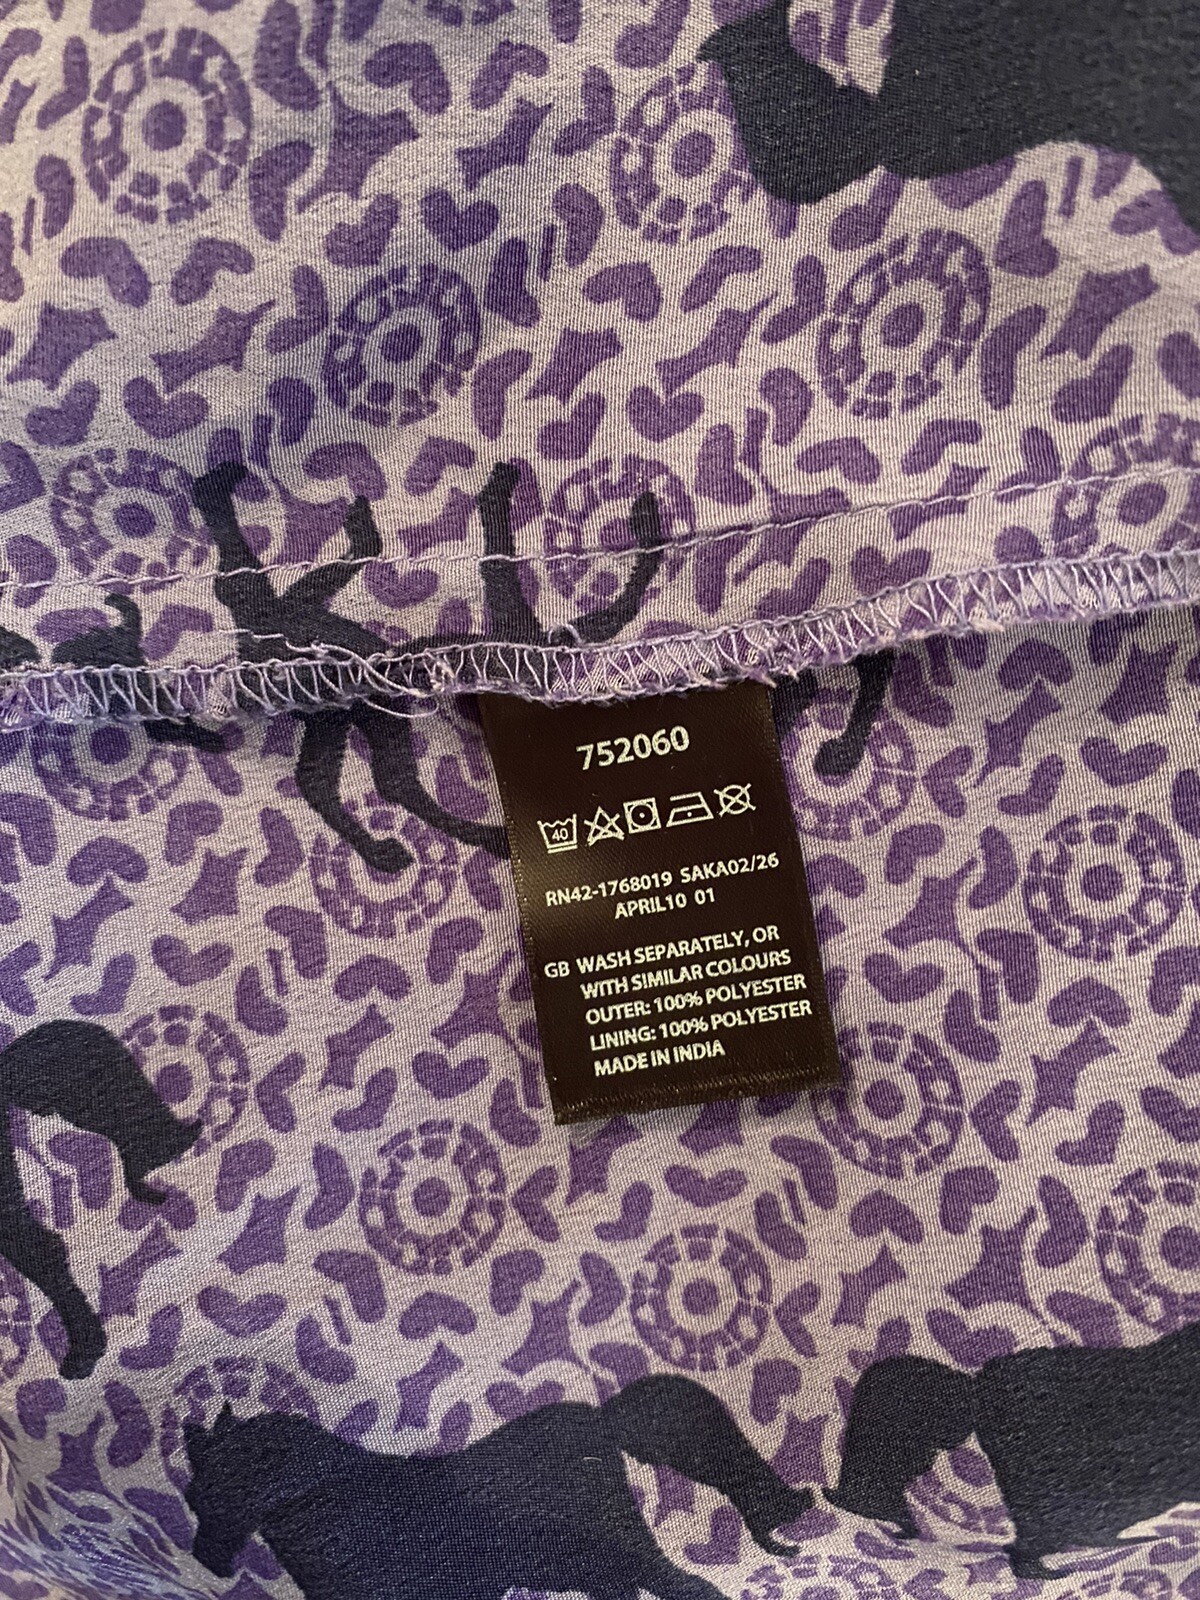 752060
40
RN42-1768019 SAKA02/26
APRIL10 01
GB WASH SEPARATELY, OR
WITH SIMILAR COLOURS
OUTER: 100% POLYESTER
LINING: 100% POLYESTER
MADE IN INDIA